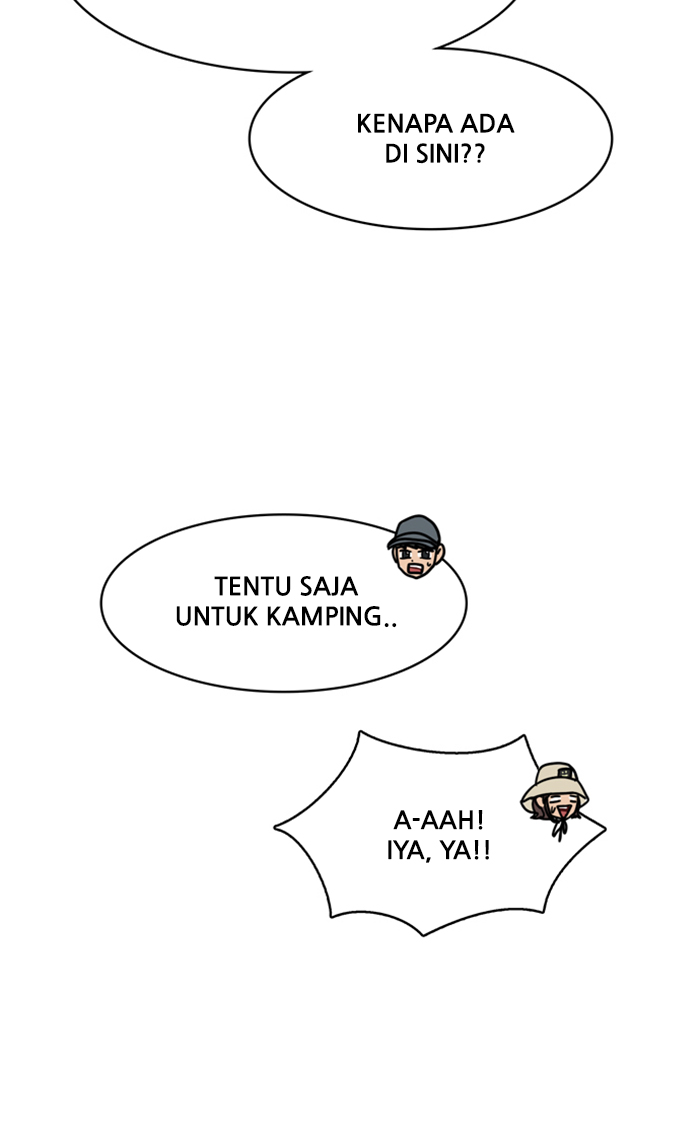 KENAPA ADA
DI SINI??
TENTU SAJA
UNTUK KAMPING..
A-AAH!
IYA, YA!!